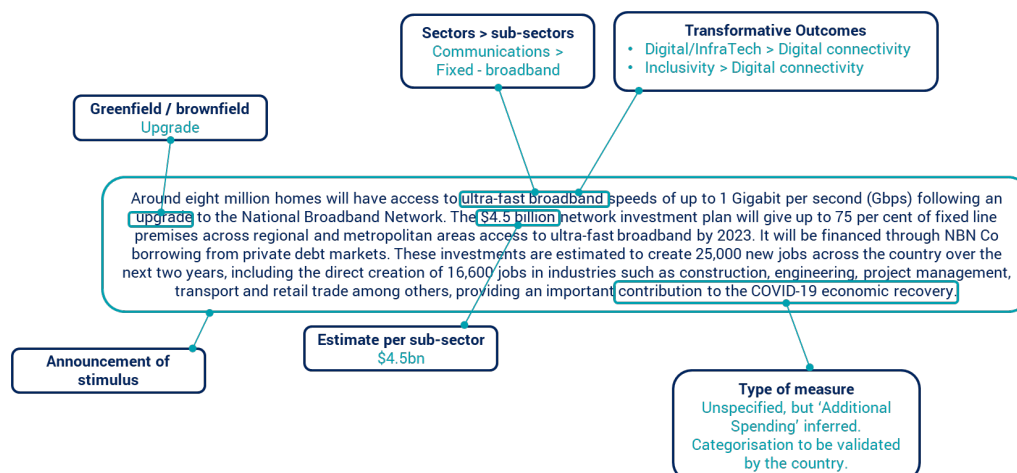 Sectors > sub-sectors
Communications >
Fixed - broadband
Transformative Outcomes
• Digital/InfraTech > Digital connectivity
• Inclusivity > Digital connectivity
Greenfield / brownfield
Upgrade
Around eight million homes will have access to ultra-fast broadband speeds of up to 1 Gigabit per second (Gbps) following an
upgrade to the National Broadband Network. The $4.5 billion network investment plan will give up to 75 per cent of fixed line
premises across regional and metropolitan areas access to ultra-fast broadband by 2023. It will be financed through NBN Co
borrowing from private debt markets. These investments are estimated to create 25,000 new jobs across the country over the
next two years, including the direct creation of 16,600 jobs in industries such as construction, engineering, project management,
transport and retail trade among others, providing an important contribution to the COVID-19 economic recovery.
Announcement of
stimulus
Estimate per sub-sector
$4.5bn
Type of measure
Unspecified, but ‘Additional
Spending’ inferred.
Categorisation to be validated
by the country.